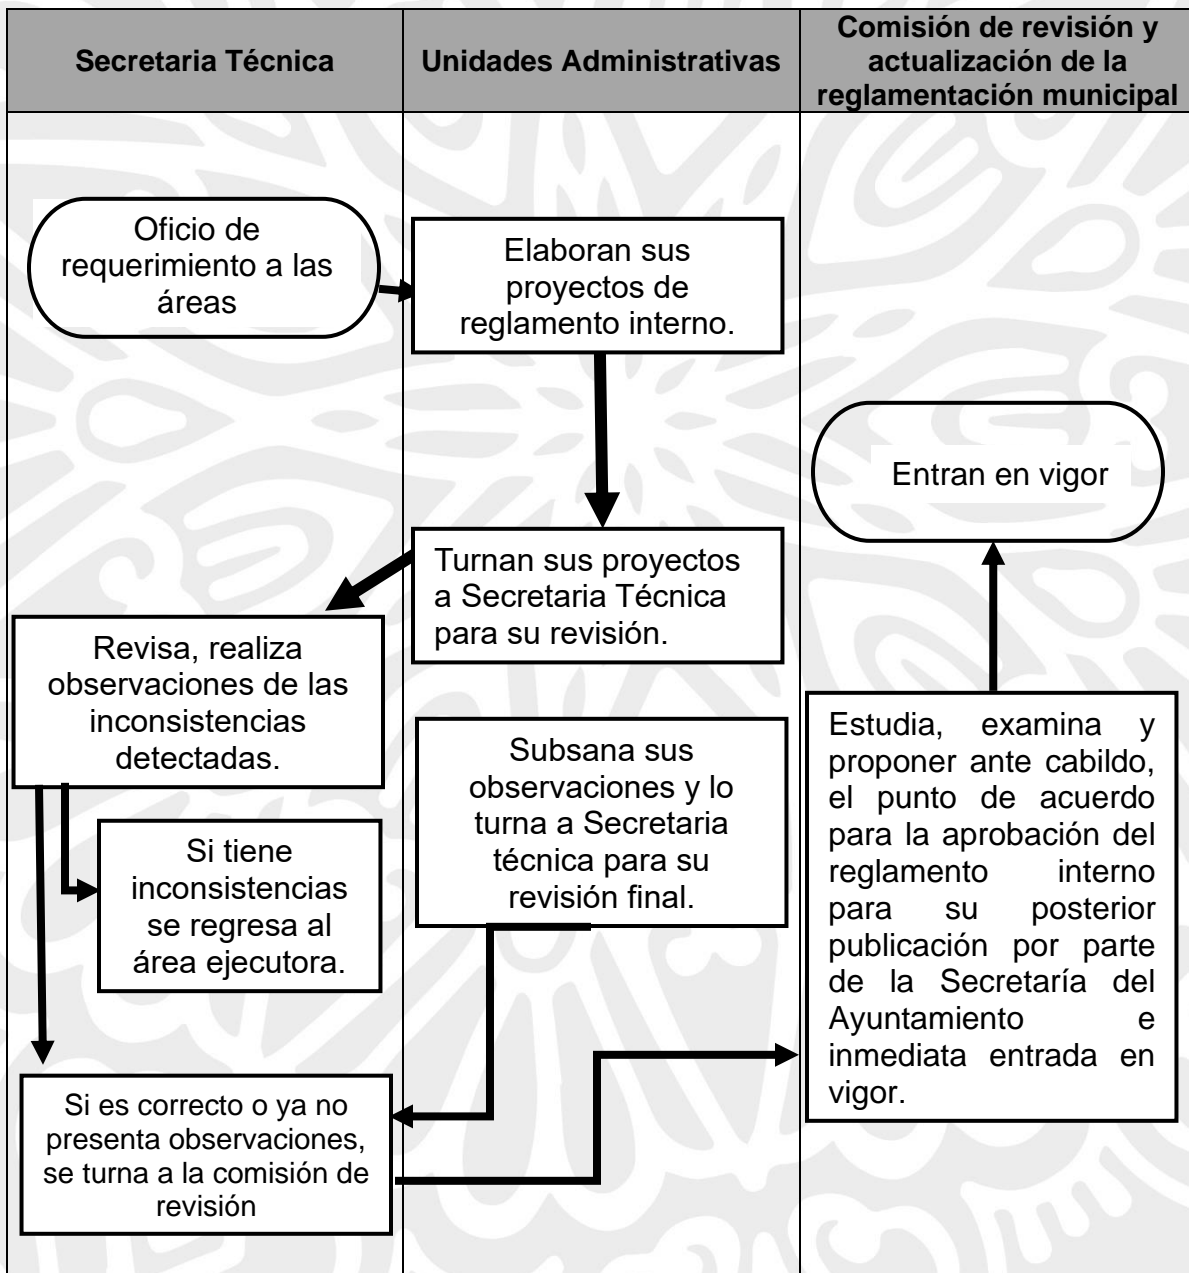 Secretaria Técnica
Unidades Administrativas
Comisión de revisión y
actualización de la
reglamentación municipal
Oficio de
requerimiento a las
áreas
Elaboran sus
proyectos de
reglamento interno.
Turnan sus proyectos
a Secretaria Técnica
para su revisión.
Revisa, realiza
observaciones de las
inconsistencias
detectadas.
Si tiene
inconsistencias
se regresa al
área ejecutora.
Subsana sus
observaciones y lo
turna a Secretaria
técnica para su
revisión final.
Si es correcto o ya no
presenta observaciones,
se turna a la comisión de
revisión
Estudia, examina y
proponer ante cabildo,
el punto de acuerdo
para la aprobación del
reglamento interno
para su posterior
publicación por parte
de la Secretaría del
Ayuntamiento e
inmediata entrada en
vigor.
Entran en vigor